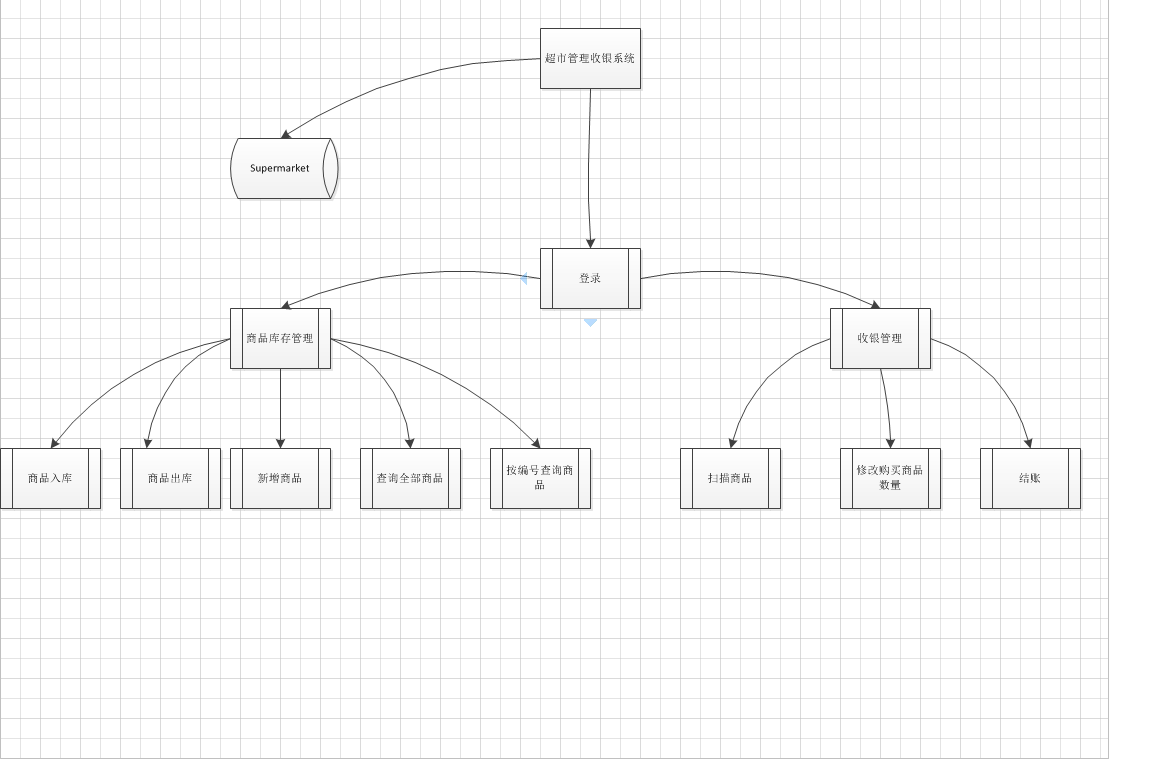 超市管理收银系统
Supermarket
登录
商品库存管理
收银管理
商品入库
商品出库
新增商品
查询全部商品
按编号查询商
品
扫描商品
修改购买商品
数量
结账